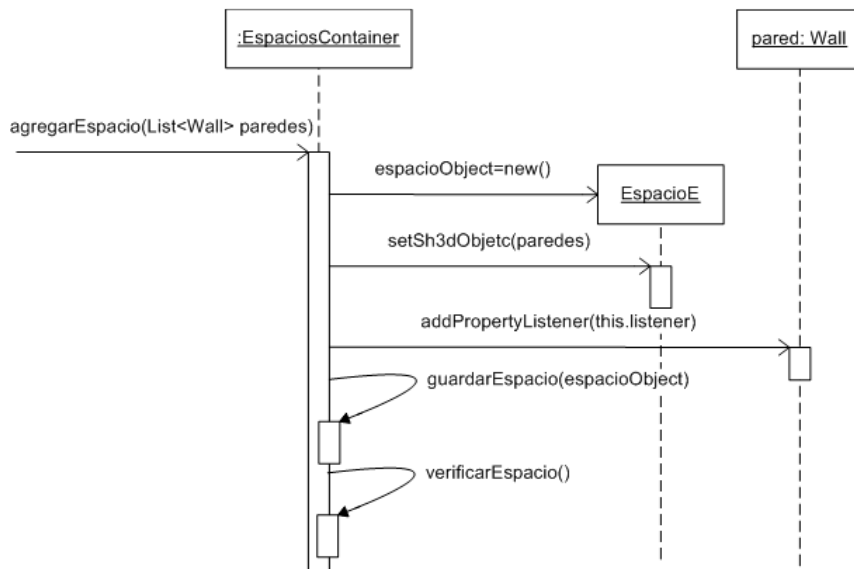 :EspaciosContainer
pared: Wall
agregarEspacio(List<Wall> paredes)
espacioObject=new()
EspacioE
setSh3dObjetc(paredes)
addPropertyListener(this.listener)
guardarEspacio(espacioObject)
verificarEspacio()